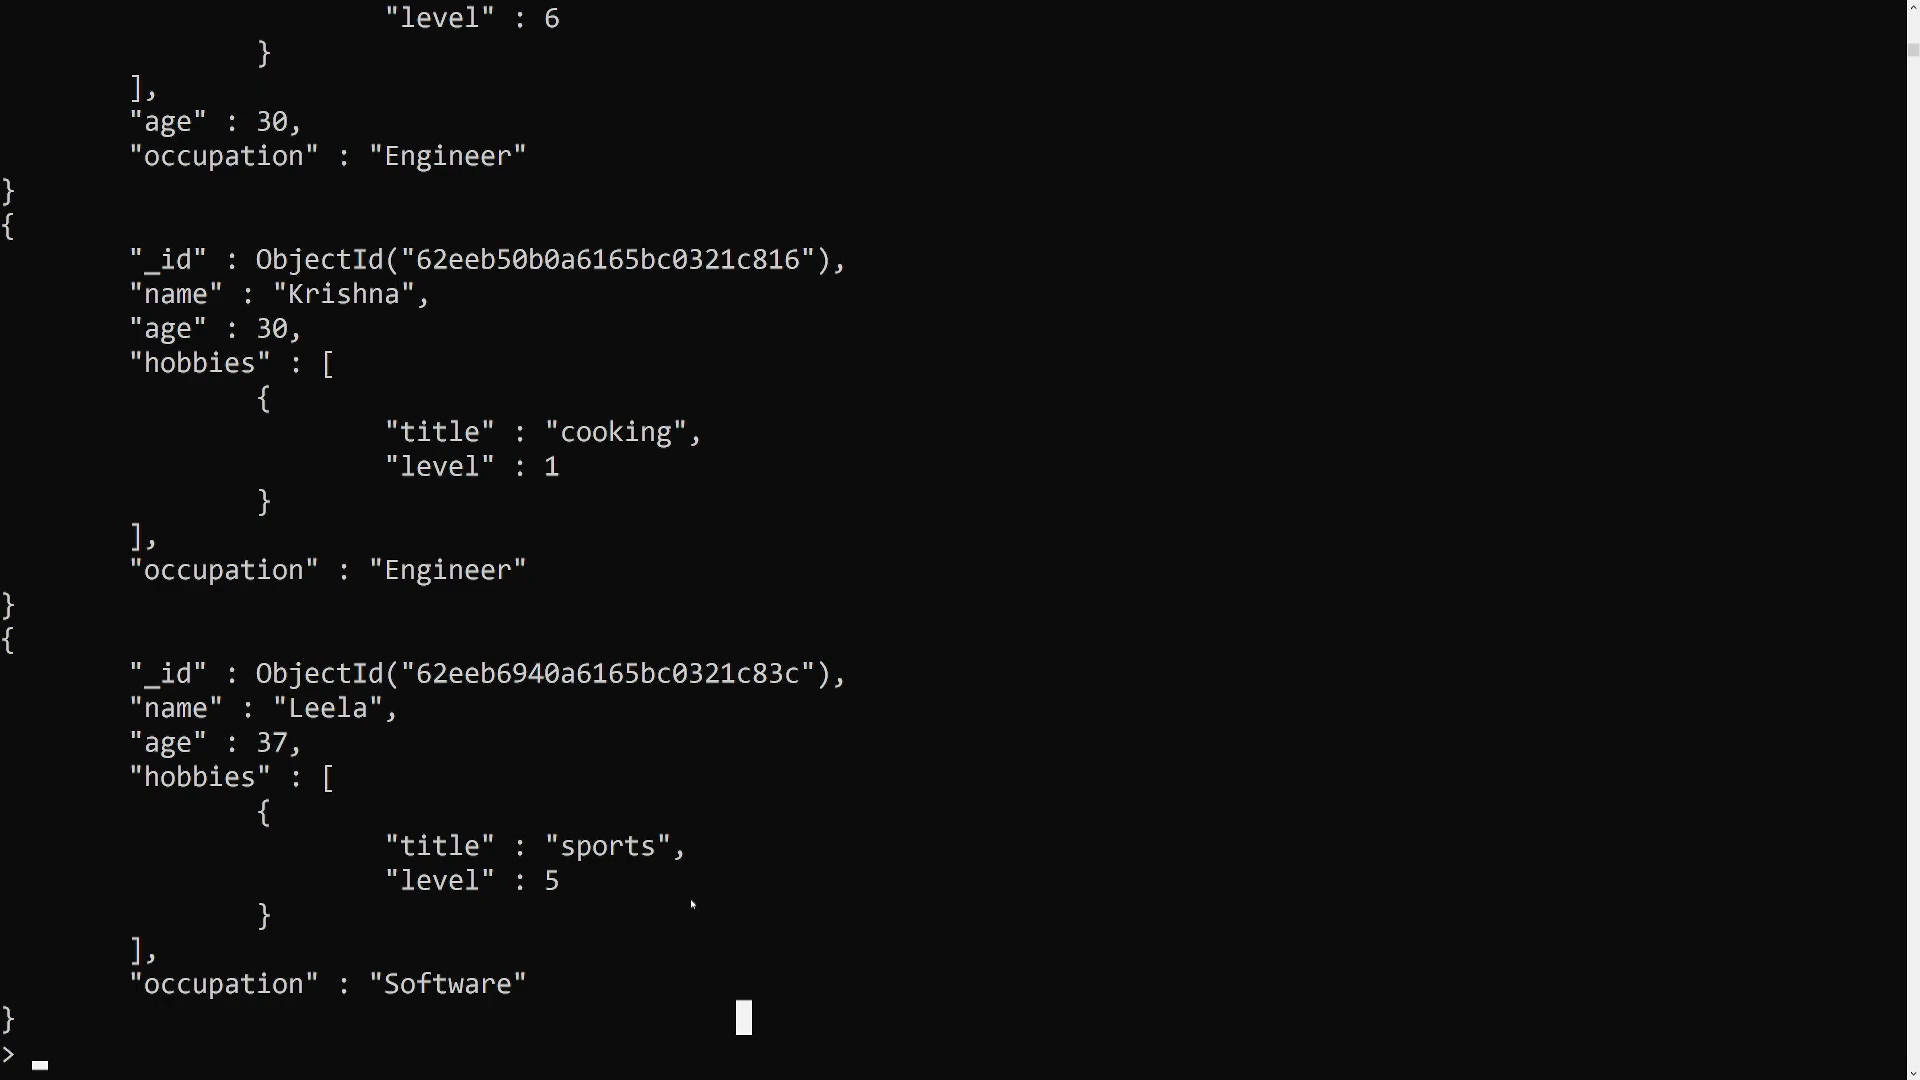 "level" : 6
}
],
"age" : 30,
"occupation" : "Engineer"
}
{
"_id" : ObjectId("62eeb50b0a6165bc0321c816"),
"name" : "Krishna",
"age" : 30,
"hobbies" : [
{
"title" : "cooking",
"level" : 1
}
],
"occupation" : "Engineer"
}
{
"_id" : ObjectId("62eeb6940a6165bc0321c83c"),
"name" : "Leela",
"age" : 37,
"hobbies" : [
{
"title" : "sports",
"level" : 5
}
],
"occupation" : "Software"
}
>